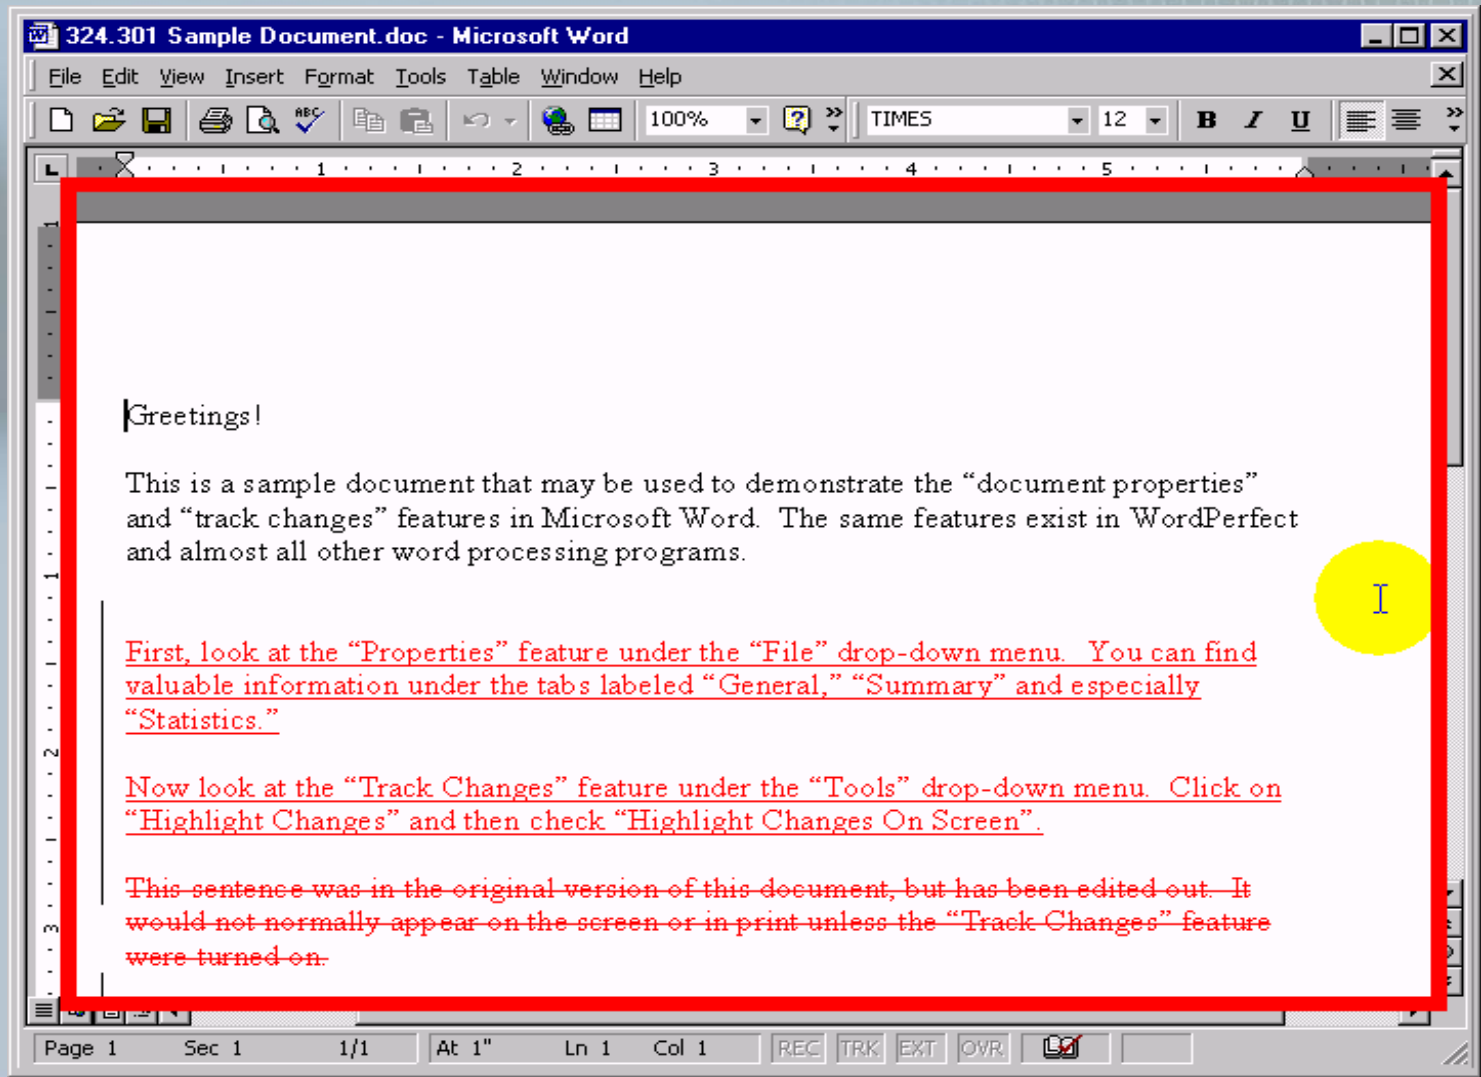 324.301 Sample Document.doc - Microsoft Word
File Edit View Insert Format Tools Table Window Help
ABC 100% TIMES 12 B I U
1 2 3 4 5
1
Greetings!
This is a sample document that may be used to demonstrate the “document properties”
and “track changes” features in Microsoft Word.  The same features exist in WordPerfect
and almost all other word processing programs.
1
First, look at the “Properties” feature under the “File” drop-down menu.  You can find
valuable information under the tabs labeled “General,” “Summary” and especially
“Statistics.”
2
Now look at the “Track Changes” feature under the “Tools” drop-down menu.  Click on
“Highlight Changes” and then check “Highlight Changes On Screen”.
This sentence was in the original version of this document, but has been edited out.  It
would not normally appear on the screen or in print unless the “Track Changes” feature
3
were turned on.
Page 1 Sec 1 1/1 At 1" Ln 1 Col 1 REC TRK EXT OVR